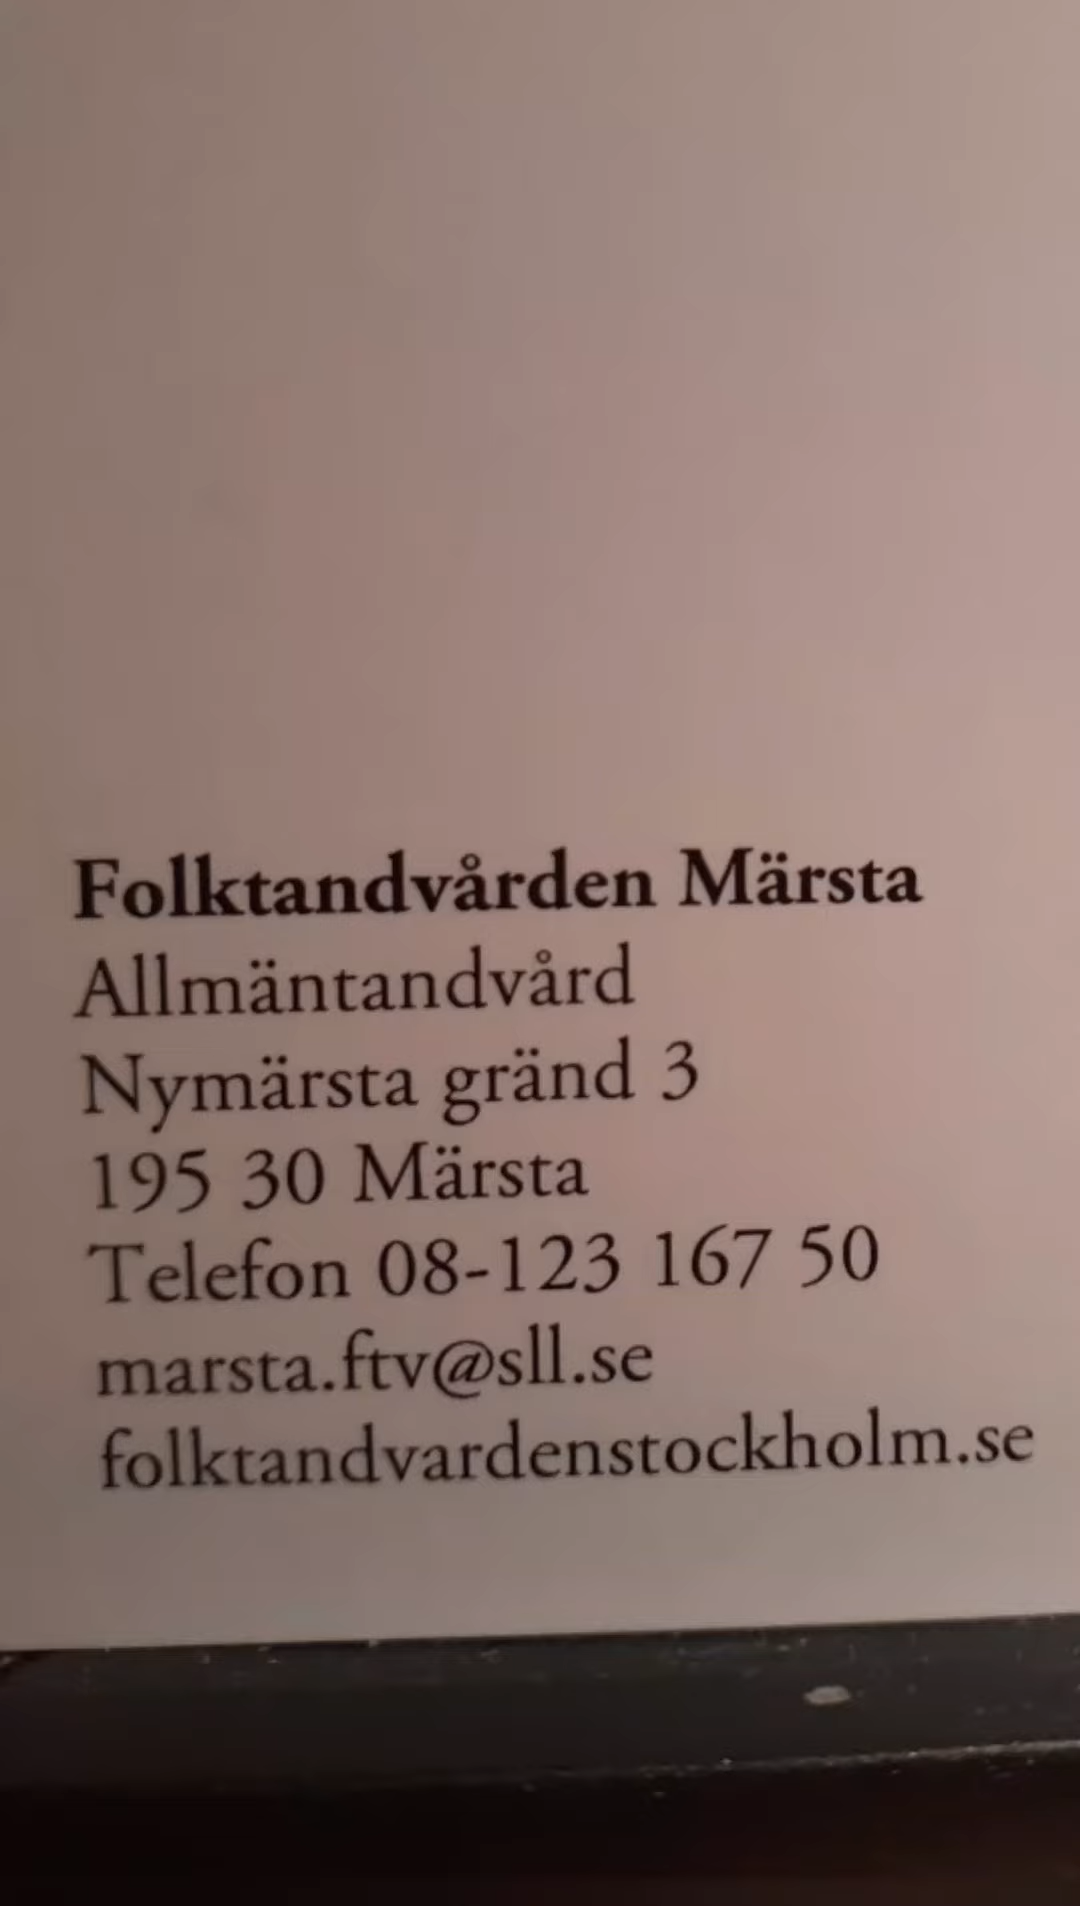 Folktandvården Märsta
Allmäntandvård
Nymärsta gränd 3
195 30 Märsta
Telefon 08-123 167 50
marsta.ftv@sll.se
folktandvardenstockholm.se